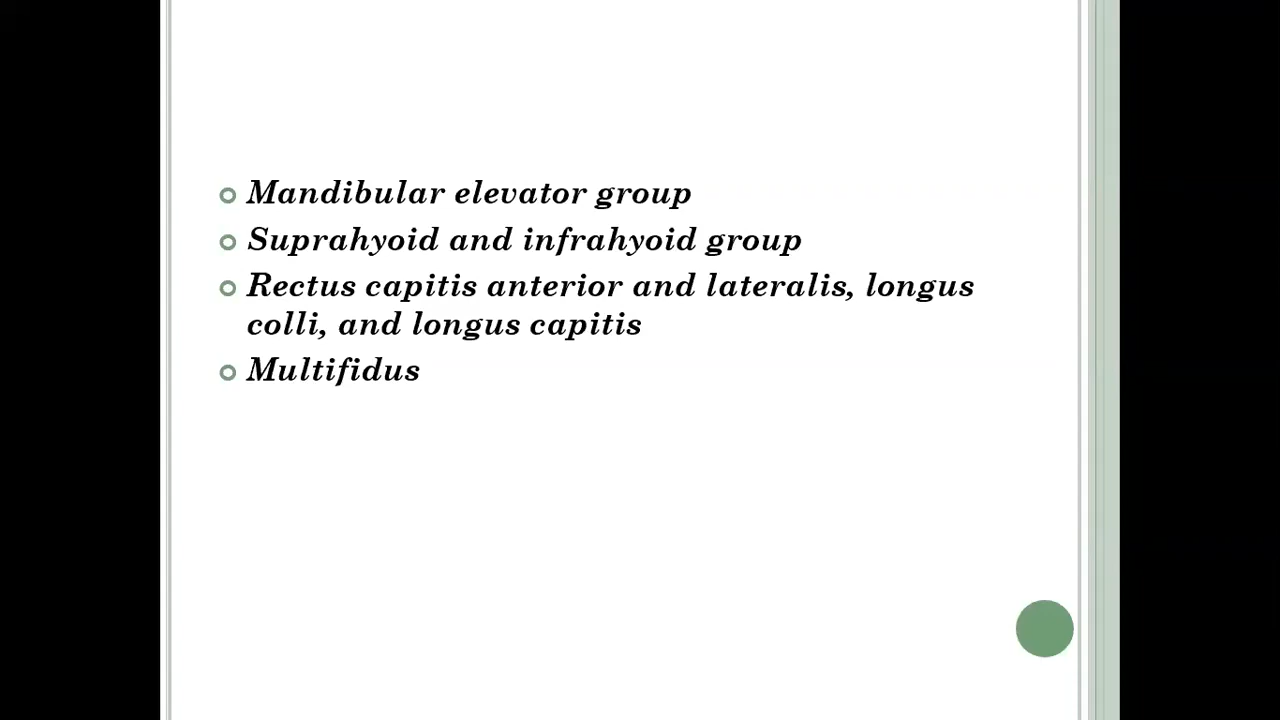 Mandibular elevator group
Suprahyoid and infrahyoid group
Rectus capitis anterior and lateralis, longus
colli, and longus capitis
Multifidus